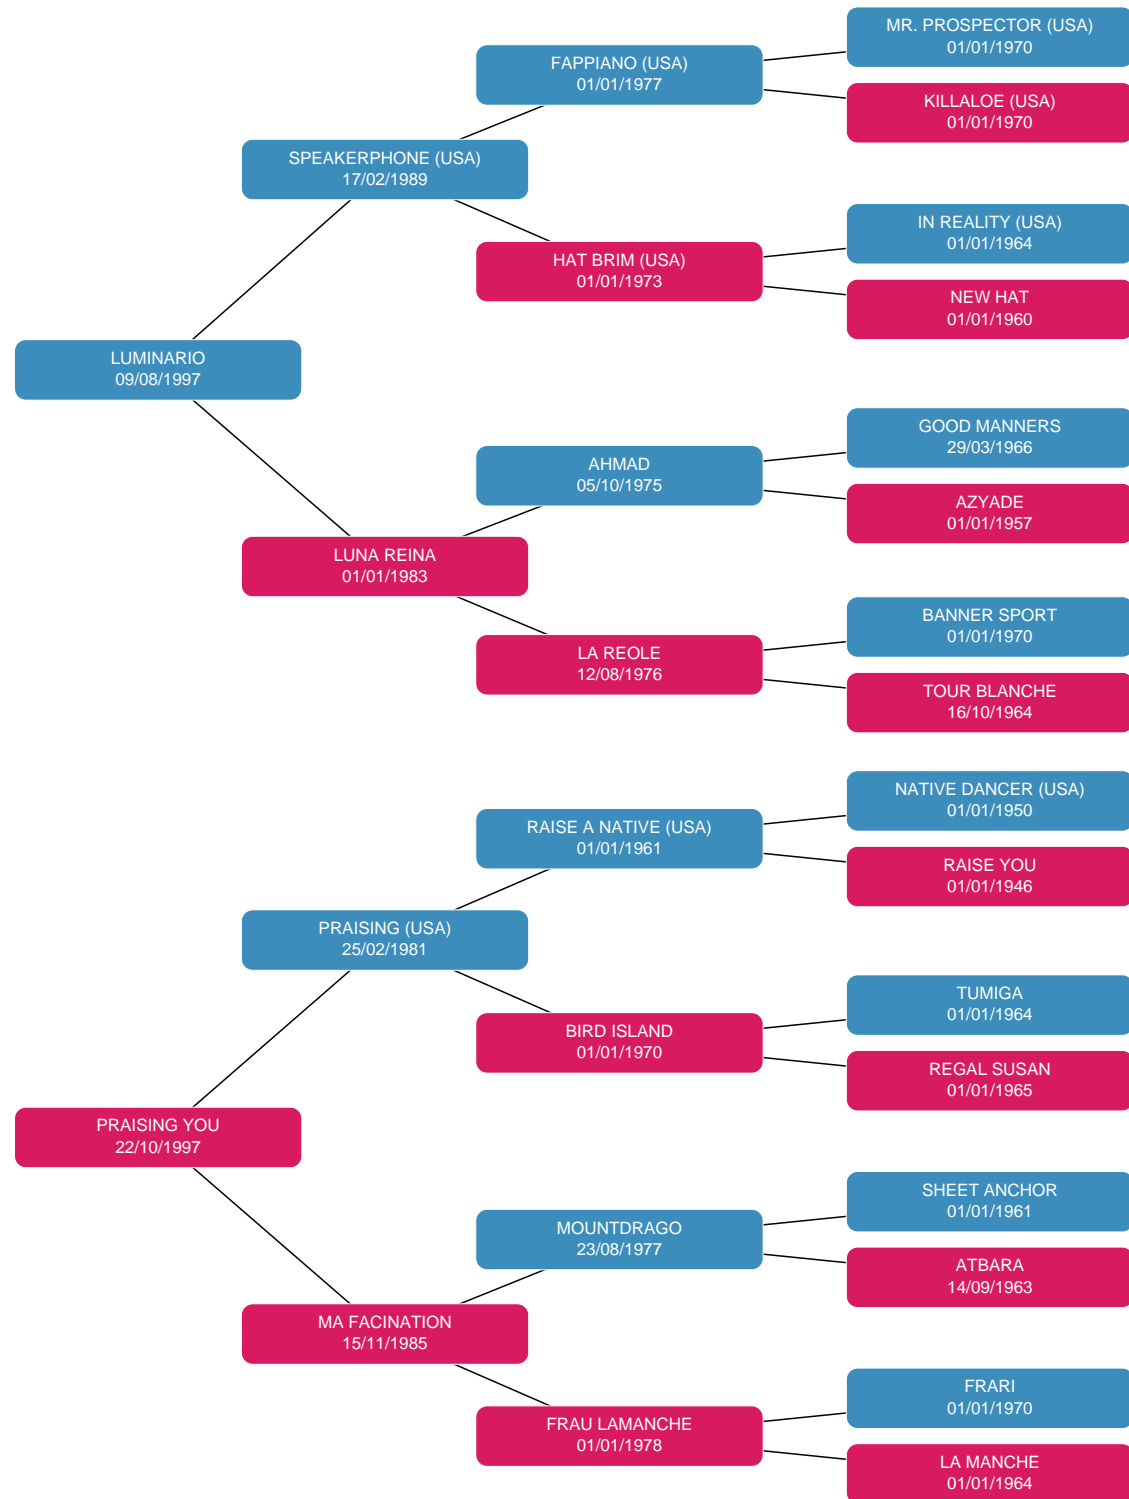 MR. PROSPECTOR (USA)
01/01/1970
FAPPIANO (USA)
01/01/1977
KILLALOE (USA)
01/01/1970
SPEAKERPHONE (USA)
17/02/1989
IN REALITY (USA)
01/01/1964
HAT BRIM (USA)
01/01/1973
NEW HAT
01/01/1960
LUMINARIO
09/08/1997
GOOD MANNERS
29/03/1966
AHMAD
05/10/1975
AZYADE
01/01/1957
LUNA REINA
01/01/1983
BANNER SPORT
01/01/1970
LA REOLE
12/08/1976
TOUR BLANCHE
16/10/1964
NATIVE DANCER (USA)
01/01/1950
RAISE A NATIVE (USA)
01/01/1961
RAISE YOU
01/01/1946
PRAISING (USA)
25/02/1981
TUMIGA
01/01/1964
BIRD ISLAND
01/01/1970
REGAL SUSAN
01/01/1965
PRAISING YOU
22/10/1997
SHEET ANCHOR
01/01/1961
MOUNTDRAGO
23/08/1977
ATBARA
14/09/1963
MA FACINATION
15/11/1985
FRARI
01/01/1970
FRAU LAMANCHE
01/01/1978
LA MANCHE
01/01/1964